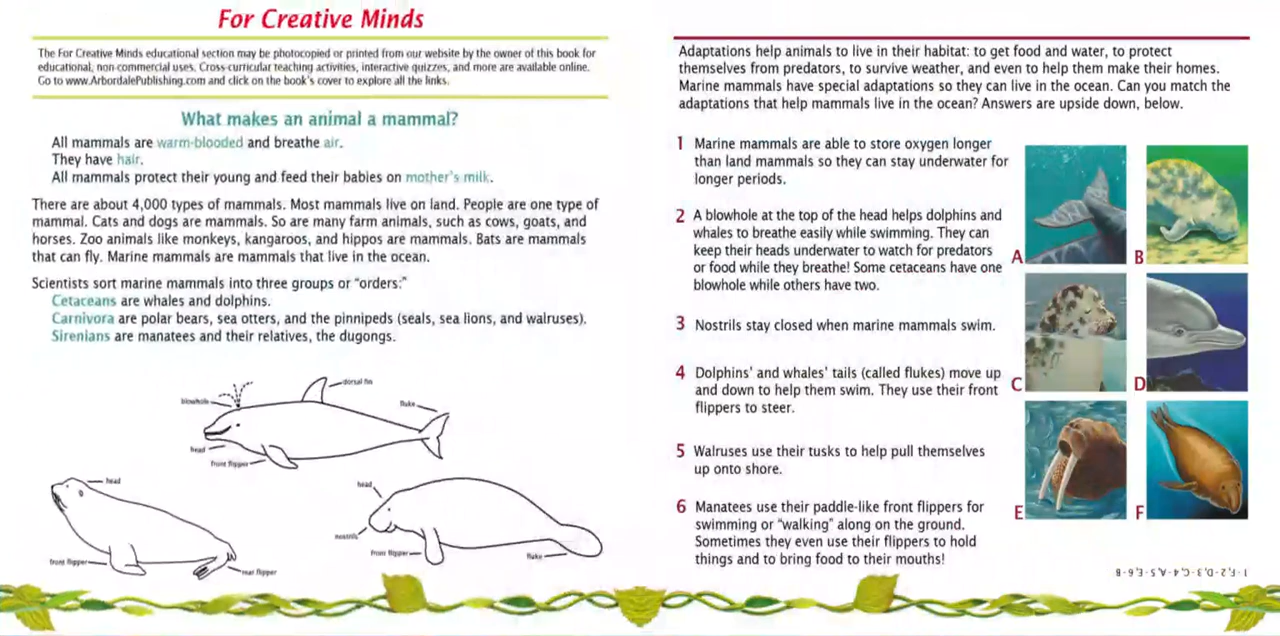 For Creative Minds
The For Creative Minds educational section may be photocopied or printed from our website by the owner of this book for
educational, non-commercial uses. Cross-curricular teaching activities, interactive quizzes, and more are available online.
Go to www.ArbordalePublishing.com and click on the book's cover to explore all the links.
What makes an animal a mammal?
All mammals are warm-blooded and breathe air.
They have hair.
All mammals protect their young and feed their babies on mother's milk.
There are about 4,000 types of mammals. Most mammals live on land. People are one type of
mammal. Cats and dogs are mammals. So are many farm animals, such as cows, goats, and
horses. Zoo animals like monkeys, kangaroos, and hippos are mammals. Bats are mammals
that can fly. Marine mammals are mammals that live in the ocean.
Scientists sort marine mammals into three groups or "orders:"
Cetaceans are whales and dolphins.
Carnivora are polar bears, sea otters, and the pinnipeds (seals, sea lions, and walruses).
Sirenians are manatees and their relatives, the dugongs.
dorsal fin
blowhole
fluke
head
front flipper
head
front flipper
rear flipper
head
nostrils
front flipper
fluke
Adaptations help animals to live in their habitat: to get food and water, to protect
themselves from predators, to survive weather, and even to help them make their homes.
Marine mammals have special adaptations so they can live in the ocean. Can you match the
adaptations that help mammals live in the ocean? Answers are upside down, below.
1 Marine mammals are able to store oxygen longer
than land mammals so they can stay underwater for
longer periods.
2 A blowhole at the top of the head helps dolphins and
whales to breathe easily while swimming. They can
keep their heads underwater to watch for predators
or food while they breathe! Some cetaceans have one
blowhole while others have two.
3 Nostrils stay closed when marine mammals swim.
4 Dolphins' and whales' tails (called flukes) move up
and down to help them swim. They use their front
flippers to steer.
5 Walruses use their tusks to help pull themselves
up onto shore.
6 Manatees use their paddle-like front flippers for
swimming or "walking" along on the ground.
Sometimes they even use their flippers to hold
things and to bring food to their mouths!
A
B
C
D
E
F
1-F, 2-D, 3-C, 4-A, 5-E, 6-B